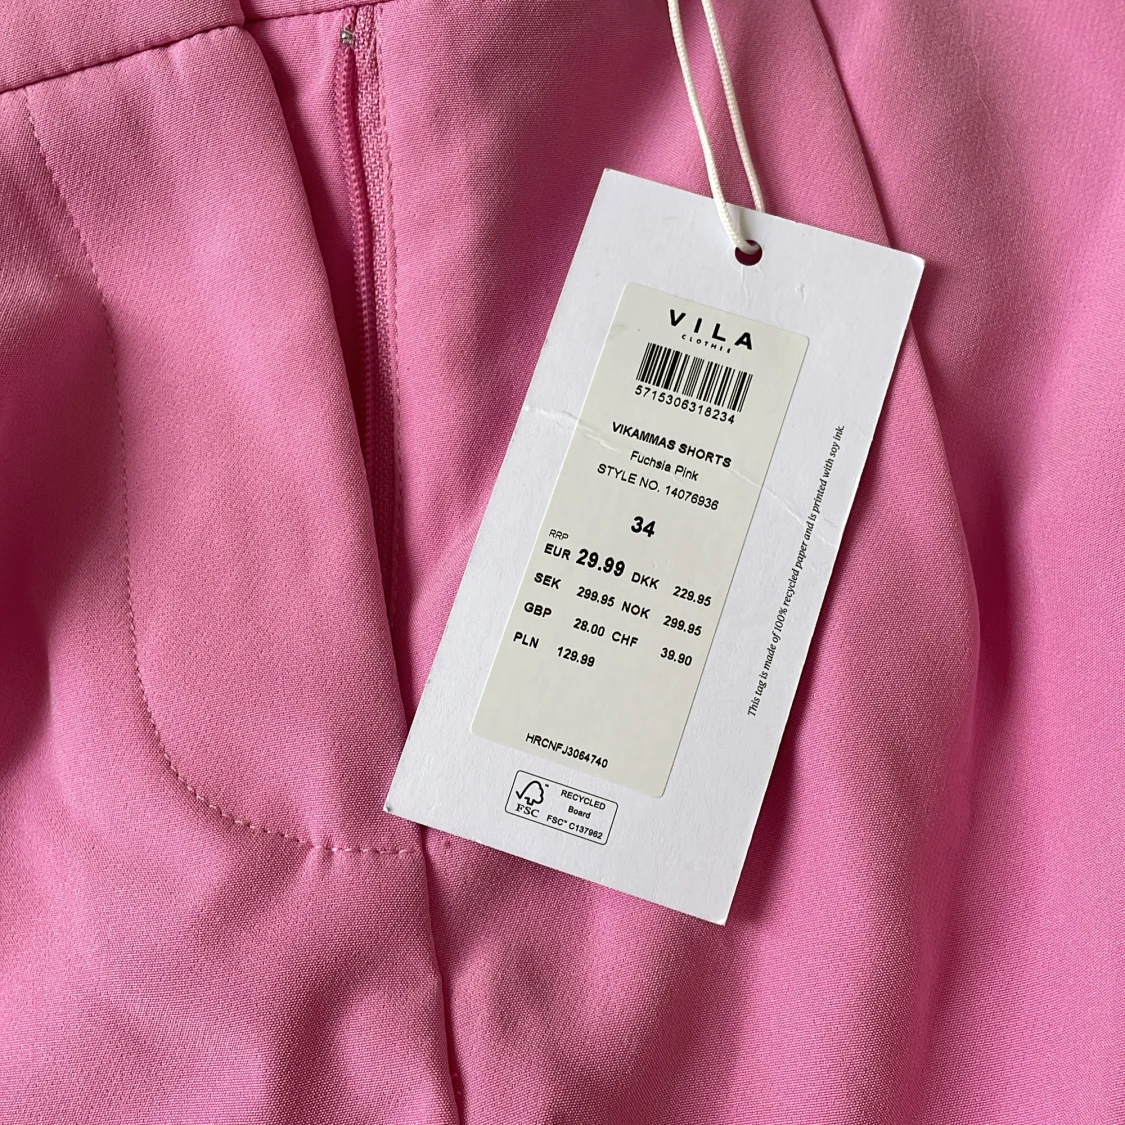 VILA
CLOTHES
5715306318234
VIKAMMAS SHORTS
Fuchsia Pink
STYLE NO. 14076936
34
RRP
EUR 29.99 DKK 229.95
SEK 299.95 NOK 299.95
GBP 28.00 CHF 39.90
PLN 129.99
HRCNFJ3064740
FSC™
RECYCLED
Board
FSC® C137962
This tag is made of 100% recycled paper and is printed with soy ink.